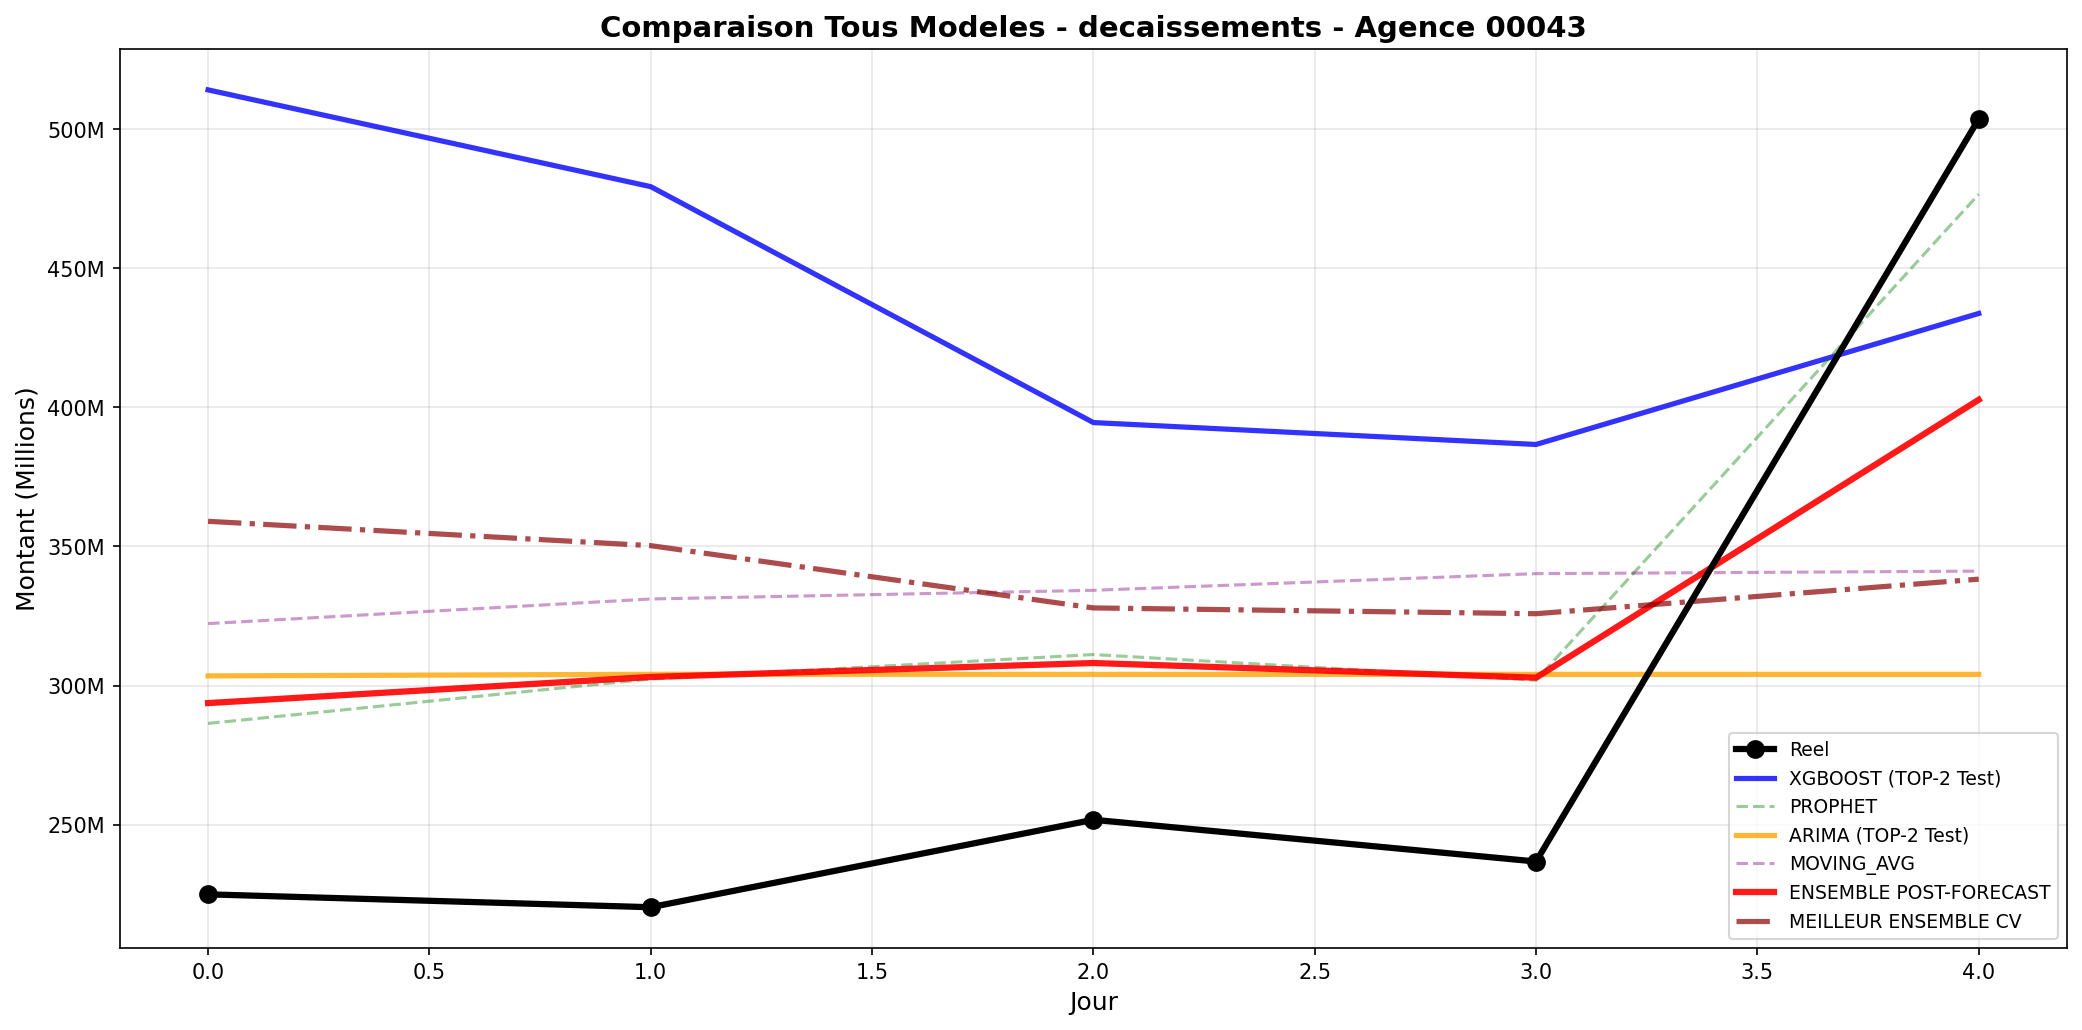 Comparaison Tous Modeles - decaissements - Agence 00043
Montant (Millions)
500M
450M
400M
350M
300M
250M
0.0
0.5
1.0
1.5
2.0
2.5
3.0
3.5
4.0
Jour
Reel
XGBOOST (TOP-2 Test)
PROPHET
ARIMA (TOP-2 Test)
MOVING_AVG
ENSEMBLE POST-FORECAST
MEILLEUR ENSEMBLE CV